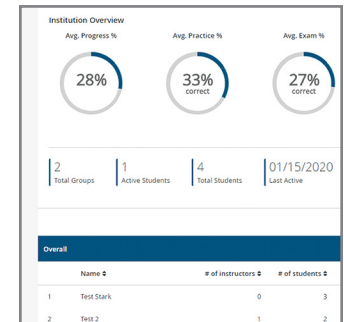 Institution Overview
Avg. Progress % Avg. Practice % Avg. Exam %
28% 33% 27%
correct correct
2 1 4 01/15/2020
Total Groups Active Students Total Students Last Active
Overall
Name # of instructors # of students
1 Test Stark 0 3
2 Test 2 1 2